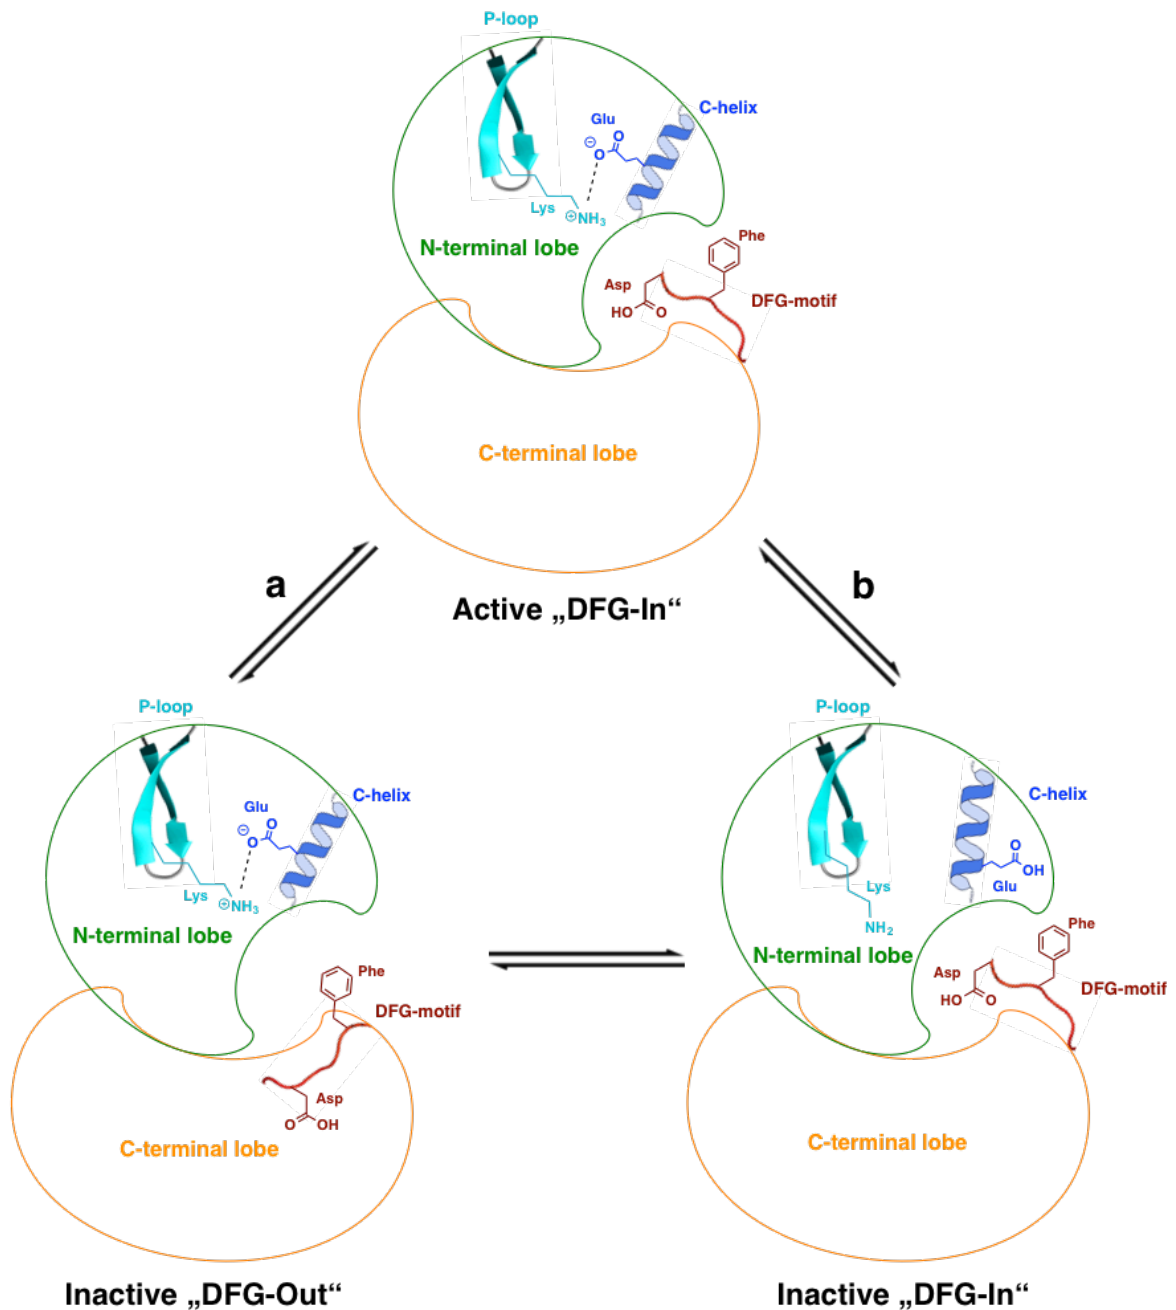 P-loop
C-helix
Glu
⊖
O
O
Lys
⊕NH₃
Phe
N-terminal lobe
Asp
HO
O
DFG-motif
C-terminal lobe
a
b
Active „DFG-In“
P-loop
C-helix
Glu
⊖
O
O
Lys
⊕NH₃
N-terminal lobe
Phe
DFG-motif
Asp
O
OH
C-terminal lobe
Inactive „DFG-Out“
P-loop
C-helix
O
OH
Glu
Lys
NH₂
Phe
N-terminal lobe
Asp
HO
O
DFG-motif
C-terminal lobe
Inactive „DFG-In“